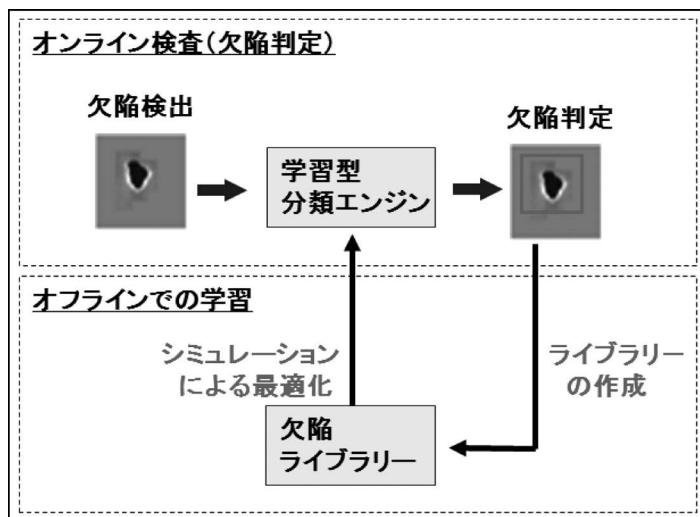 オンライン検査(欠陥判定)
欠陥検出
欠陥判定
学習型
分類エンジン
オフラインでの学習
シミュレーション
による最適化
ライブラリー
の作成
欠陥
ライブラリー